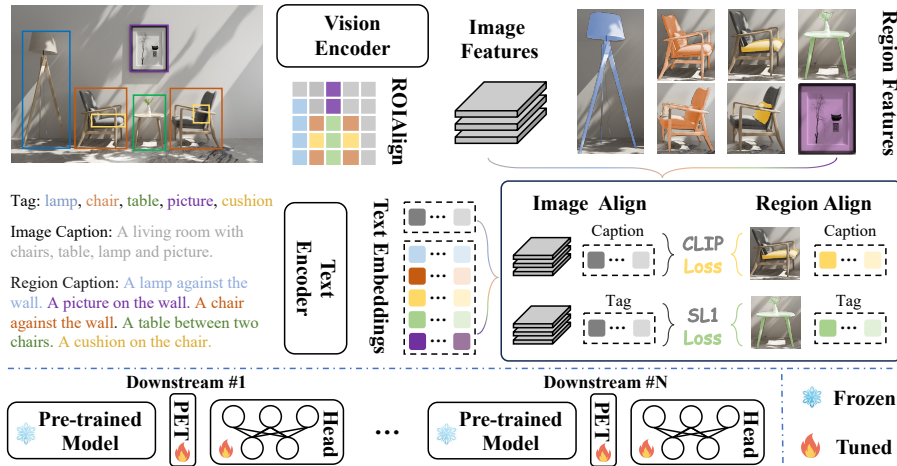 Vision
Encoder
ROIAlign
Image
Features
Region Features
Tag: lamp, chair, table, picture, cushion
Image Caption: A living room with
chairs, table, lamp and picture.
Region Caption: A lamp against the
wall. A picture on the wall. A chair
against the wall. A table between two
chairs. A cushion on the chair.
Text
Encoder
Text Embeddings
Image Align
Region Align
Caption
CLIP
Loss
Caption
Tag
SL1
Loss
Tag
Downstream #1
Pre-trained
Model
PET
Head
...
Downstream #N
Pre-trained
Model
PET
Head
Frozen
Tuned